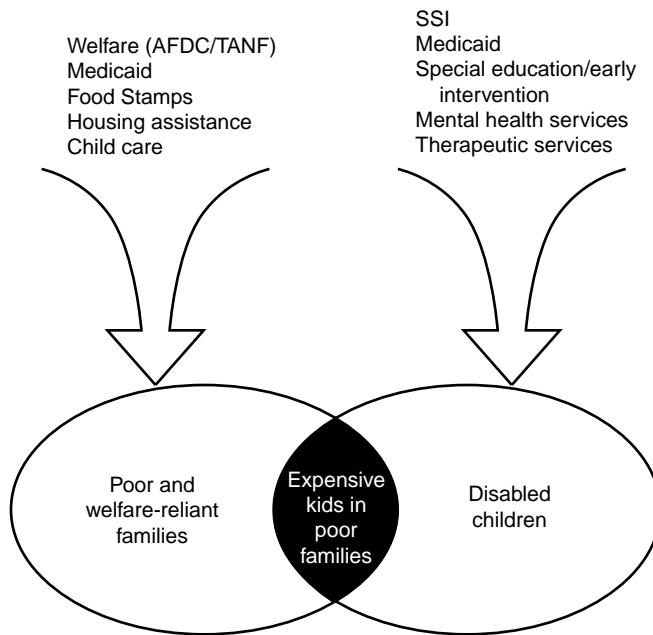 Welfare (AFDC/TANF)
Medicaid
Food Stamps
Housing assistance
Child care
SSI
Medicaid
Special education/early
intervention
Mental health services
Therapeutic services
Poor and
welfare-reliant
families
Expensive
kids in
poor
families
Disabled
children